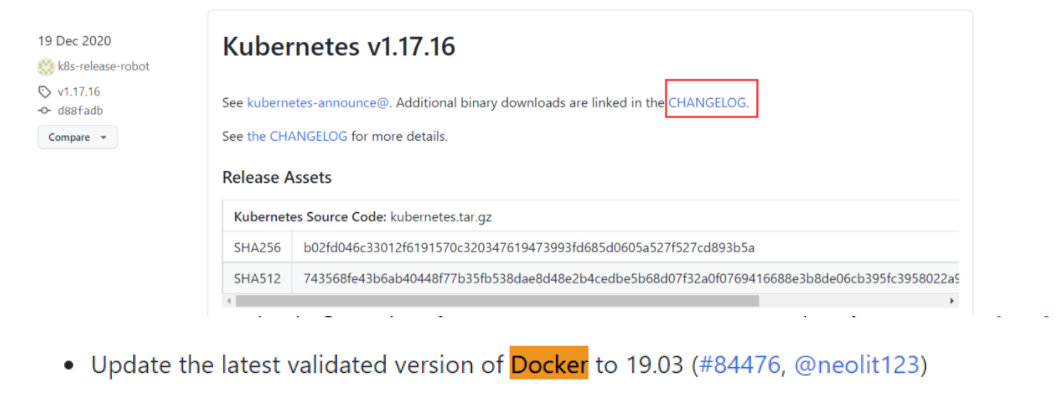 19 Dec 2020
k8s-release-robot
v1.17.16
d88fadb
Compare
Kubernetes v1.17.16
See kubernetes-announce@. Additional binary downloads are linked in the CHANGELOG.
See the CHANGELOG for more details.
Release Assets
Kubernetes Source Code: kubernetes.tar.gz
SHA256 b02fd046c33012f6191570c320347619473993fd685d0605a527f527cd893b5a
SHA512 743568fe43b6ab40448f77b35fb538dae8d48e2b4cedbe5b68d07f32a0f0769416688e3b8de06cb395fc3958022a9
• Update the latest validated version of Docker to 19.03 (#84476, @neolit123)